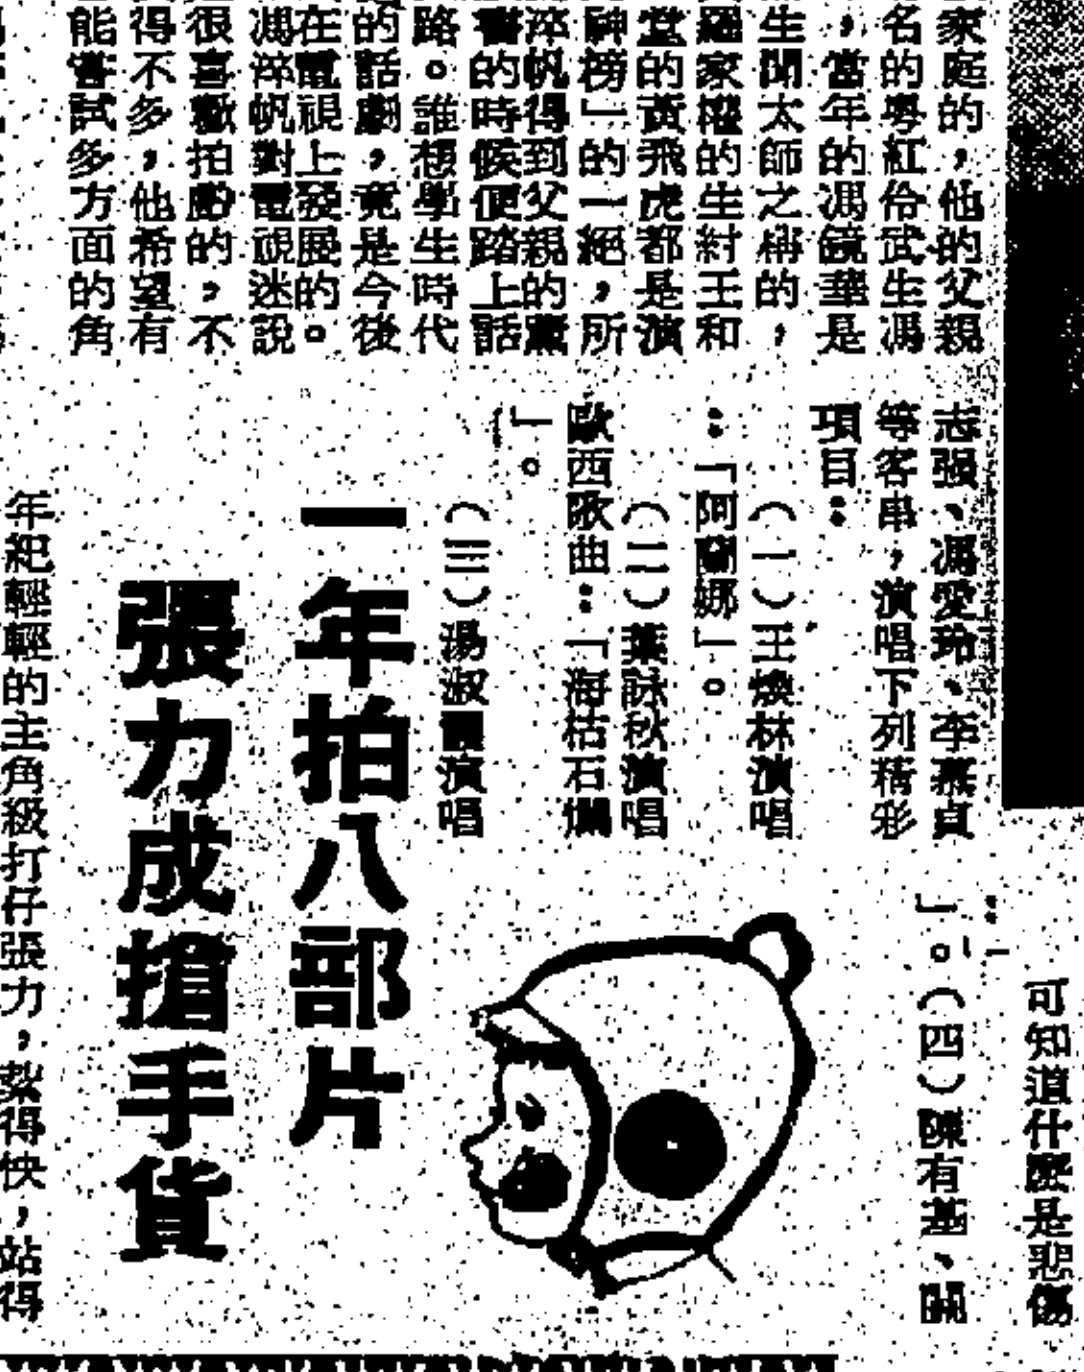 家庭的,他的父親
名的粵紅伶武生馮
,當年的馮鏡華是
生聞太師之稱的,
羅家權的生紂王和
堂的黃飛虎都是演
神榜」的一絕,所
淬帆得到父親的薰
書的時候便踏上話
路。誰想學生時代
的話劇,竟是今後
在電視上發展的。
馮淬帆對電視迷說
很喜歡拍戲的,不
得不多,他希望有
能嘗試多方面的角
志強、馮愛玲、李慕貞
等客串,演唱下列精彩
項目:
(一)王煥林演唱
:「阿蘭娜」。
(二)葉詠秋演唱
歐西歌曲:「海枯石爛
」。
(三)湯淑霞演唱
:「
可知道什麼是悲傷
」。(四)陳有基、關
一年拍八部片
張力成搶手貨
年紀輕輕的主角級打仔張力,紮得快,站得